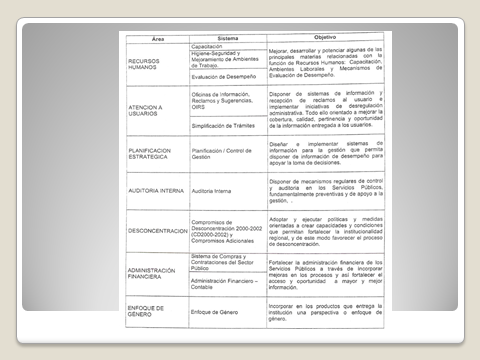 Area Sistema Objetivo
RECURSOS
HUMANOS
Capacitación
Higiene-Seguridad y
Mejoramiento de Ambientes
de Trabajo.
Evaluación de Desempeño
Mejorar, desarrollar y potenciar algunas de las
principales materias relacionadas con la
función de Recursos Humanos: Capacitación,
Ambientes Laborales y Mecanismos de
Evaluación de Desempeño.
ATENCION A
USUARIOS
Oficinas de Información,
Reclamos y Sugerencias,
OIRS
Simplificación de Trámites
Disponer de sistemas de información y
recepción de reclamos al usuario e
implementar iniciativas de desregulación
administrativa. Todo ello orientado a mejorar la
cobertura, calidad, pertinencia y oportunidad
de la información entregada a los usuarios.
PLANIFICACION
ESTRATEGICA
Planificación / Control de
Gestión
Diseñar e implementar sistemas de
información para la gestión que permita
disponer de información de desempeño para
apoyar la toma de decisiones.
AUDITORIA INTERNA
Auditoria Interna
Disponer de mecanismos regulares de control
y auditoria en los Servicios Públicos,
fundamentalmente preventivas y de apoyo a la
gestión. .
DESCONCENTRACION
Compromisos de
Desconcentración 2000-2002
(CD2000-2002) y
Compromisos Adicionales
Adoptar y ejecutar políticas y medidas
orientadas a crear capacidades y condiciones
que permitan fortalecer la institucionalidad
regional, y de este modo favorecer el proceso
de desconcentración.
ADMINISTRACIÓN
FINANCIERA
Sistema de Compras y
Contrataciones del Sector
Público
Administración Financiero –
Contable
Fortalecer la administración financiera de los
Servicios Públicos a través de incorporar
mejoras en los procesos y así fortalecer el
acceso y oportunidad a mayor y mejor
información.
ENFOQUE DE
GENERO
Enfoque de Género
Incorporar en los productos que entrega la
institución una perspectiva o enfoque de
género.